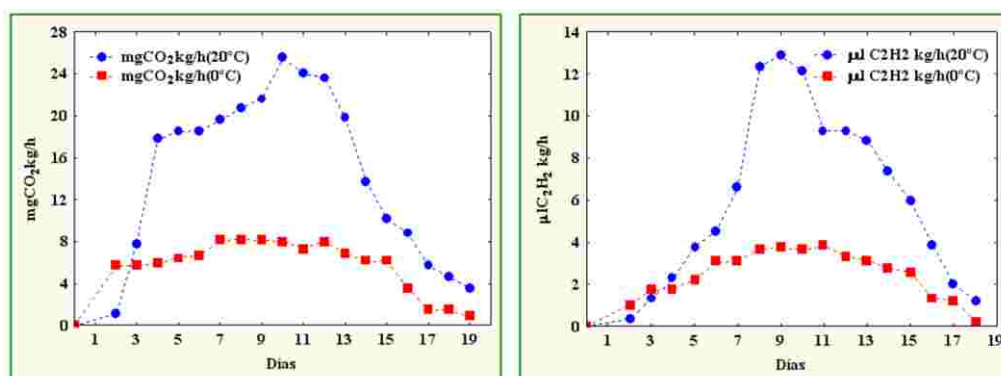 28
24
20
16
12
8
4
0
mgCO₂kg/h
mgCO₂kg/h(20°C)
mgCO₂kg/h(0°C)
1 3 5 7 9 11 13 15 17 19
Dias
14
12
10
8
6
4
2
0
µlC₂H₂ kg/h
µl C2H2 kg/h(20°C)
µl C2H2 kg/h(0°C)
1 3 5 7 9 11 13 15 17 19
Dias